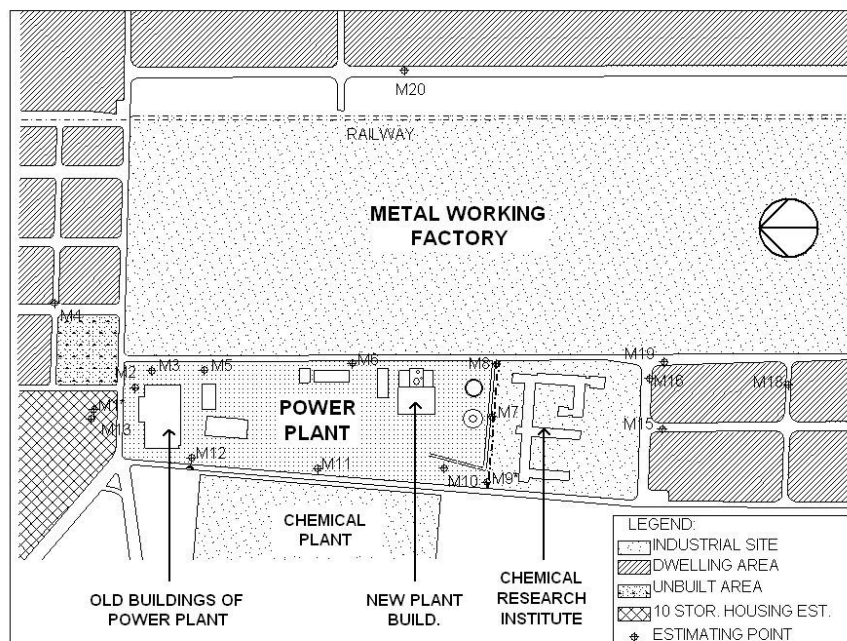 M20
RAILWAY
METAL WORKING
FACTORY
M4
M3
M5
M6
M8
M19
M2
M16
M18
M1*
M13
POWER
PLANT
M7
M15
M12
M11
M10
M9*
CHEMICAL
PLANT
OLD BUILDINGS OF
POWER PLANT
NEW PLANT
BUILD.
CHEMICAL
RESEARCH
INSTITUTE
LEGEND:
INDUSTRIAL SITE
DWELLING AREA
UNBUILT AREA
10 STOR. HOUSING EST.
ESTIMATING POINT